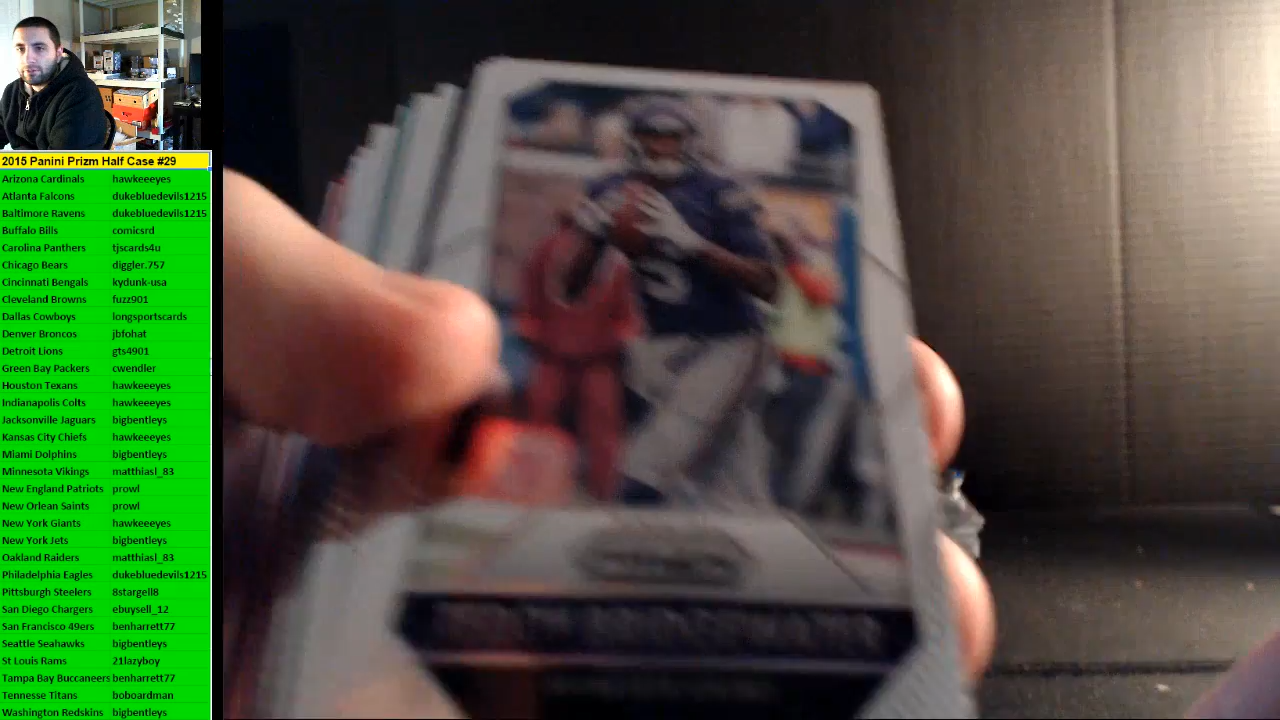 2015 Panini Prizm Half Case #29
Arizona Cardinals hawkeeeyes
Atlanta Falcons dukebluedevils1215
Baltimore Ravens dukebluedevils1215
Buffalo Bills comicsrd
Carolina Panthers tjscards4u
Chicago Bears diggler.757
Cincinnati Bengals kydunk-usa
Cleveland Browns fuzz901
Dallas Cowboys longsportscards
Denver Broncos jbfohat
Detroit Lions gts4901
Green Bay Packers cwendler
Houston Texans hawkeeeyes
Indianapolis Colts hawkeeeyes
Jacksonville Jaguars bigbentleys
Kansas City Chiefs hawkeeeyes
Miami Dolphins bigbentleys
Minnesota Vikings matthiasl_83
New England Patriots prowl
New Orlean Saints prowl
New York Giants hawkeeeyes
New York Jets bigbentleys
Oakland Raiders matthiasl_83
Philadelphia Eagles dukebluedevils1215
Pittsburgh Steelers 8stargell8
San Diego Chargers ebuysell_12
San Francisco 49ers benharrett77
Seattle Seahawks bigbentleys
St Louis Rams 21lazyboy
Tampa Bay Buccaneers benharrett77
Tennesse Titans boboardman
Washington Redskins bigbentleys